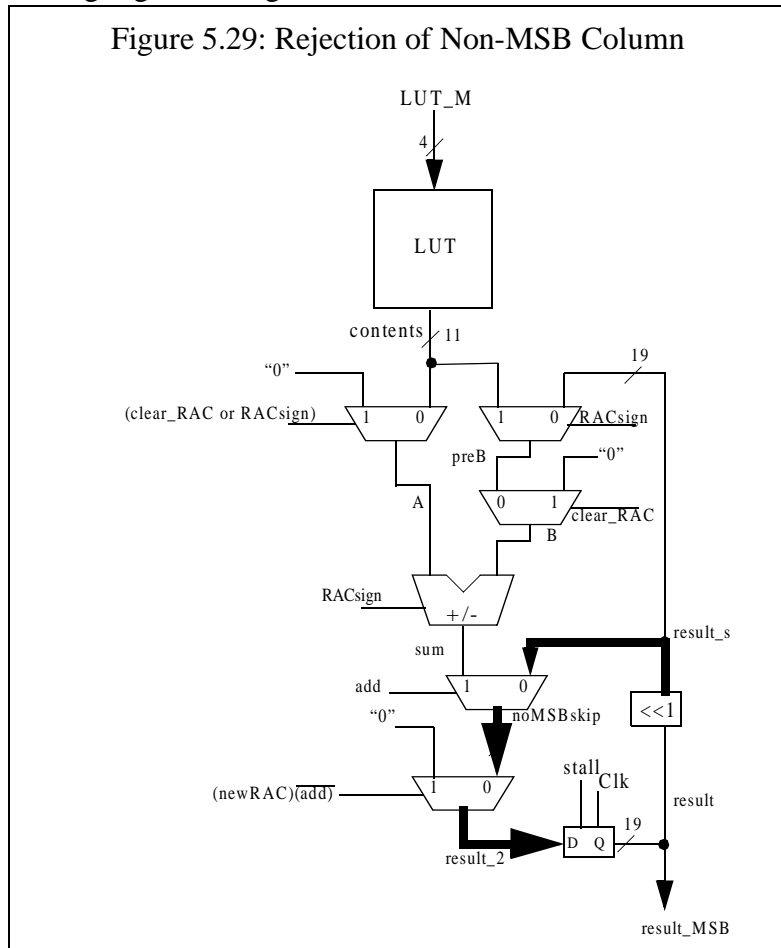 Figure 5.29: Rejection of Non-MSB Column
LUT_M
4
LUT
contents
11
19
“0”
(clear_RAC or RACsign)
1 0
1 0
RACsign
preB
“0”
A
0 1
clear_RAC
B
RACsign
+/-
sum
result_s
add
1 0
noMSBskip
<<1
“0”
stall
Clk
(newRAC)(add)
1 0
result
D Q
19
result_2
result_MSB